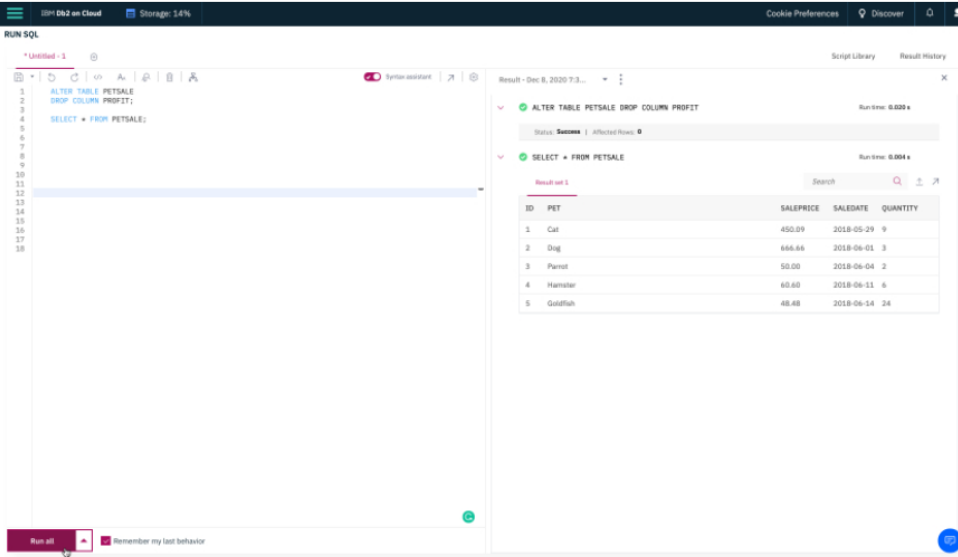 IBM Db2 on Cloud Storage: 14% Cookie Preferences Discover
RUN SQL
* Untitled - 1 Script Library Result History
Syntax assistant Result - Dec 8, 2020 7:3...
1 ALTER TABLE PETSALE
2 DROP COLUMN PROFIT;
3
4 SELECT * FROM PETSALE;
5
6
7
8
9
10
11
12
13
14
15
16
17
18
ALTER TABLE PETSALE DROP COLUMN PROFIT Run time: 0.020 s
Status: Success | Affected Rows: 0
SELECT * FROM PETSALE Run time: 0.004 s
Result set 1 Search
ID PET SALEPRICE SALEDATE QUANTITY
1 Cat 450.09 2018-05-29 9
2 Dog 666.66 2018-06-01 3
3 Parrot 50.00 2018-06-04 2
4 Hamster 60.60 2018-06-11 6
5 Goldfish 48.48 2018-06-14 24
Run all Remember my last behavior